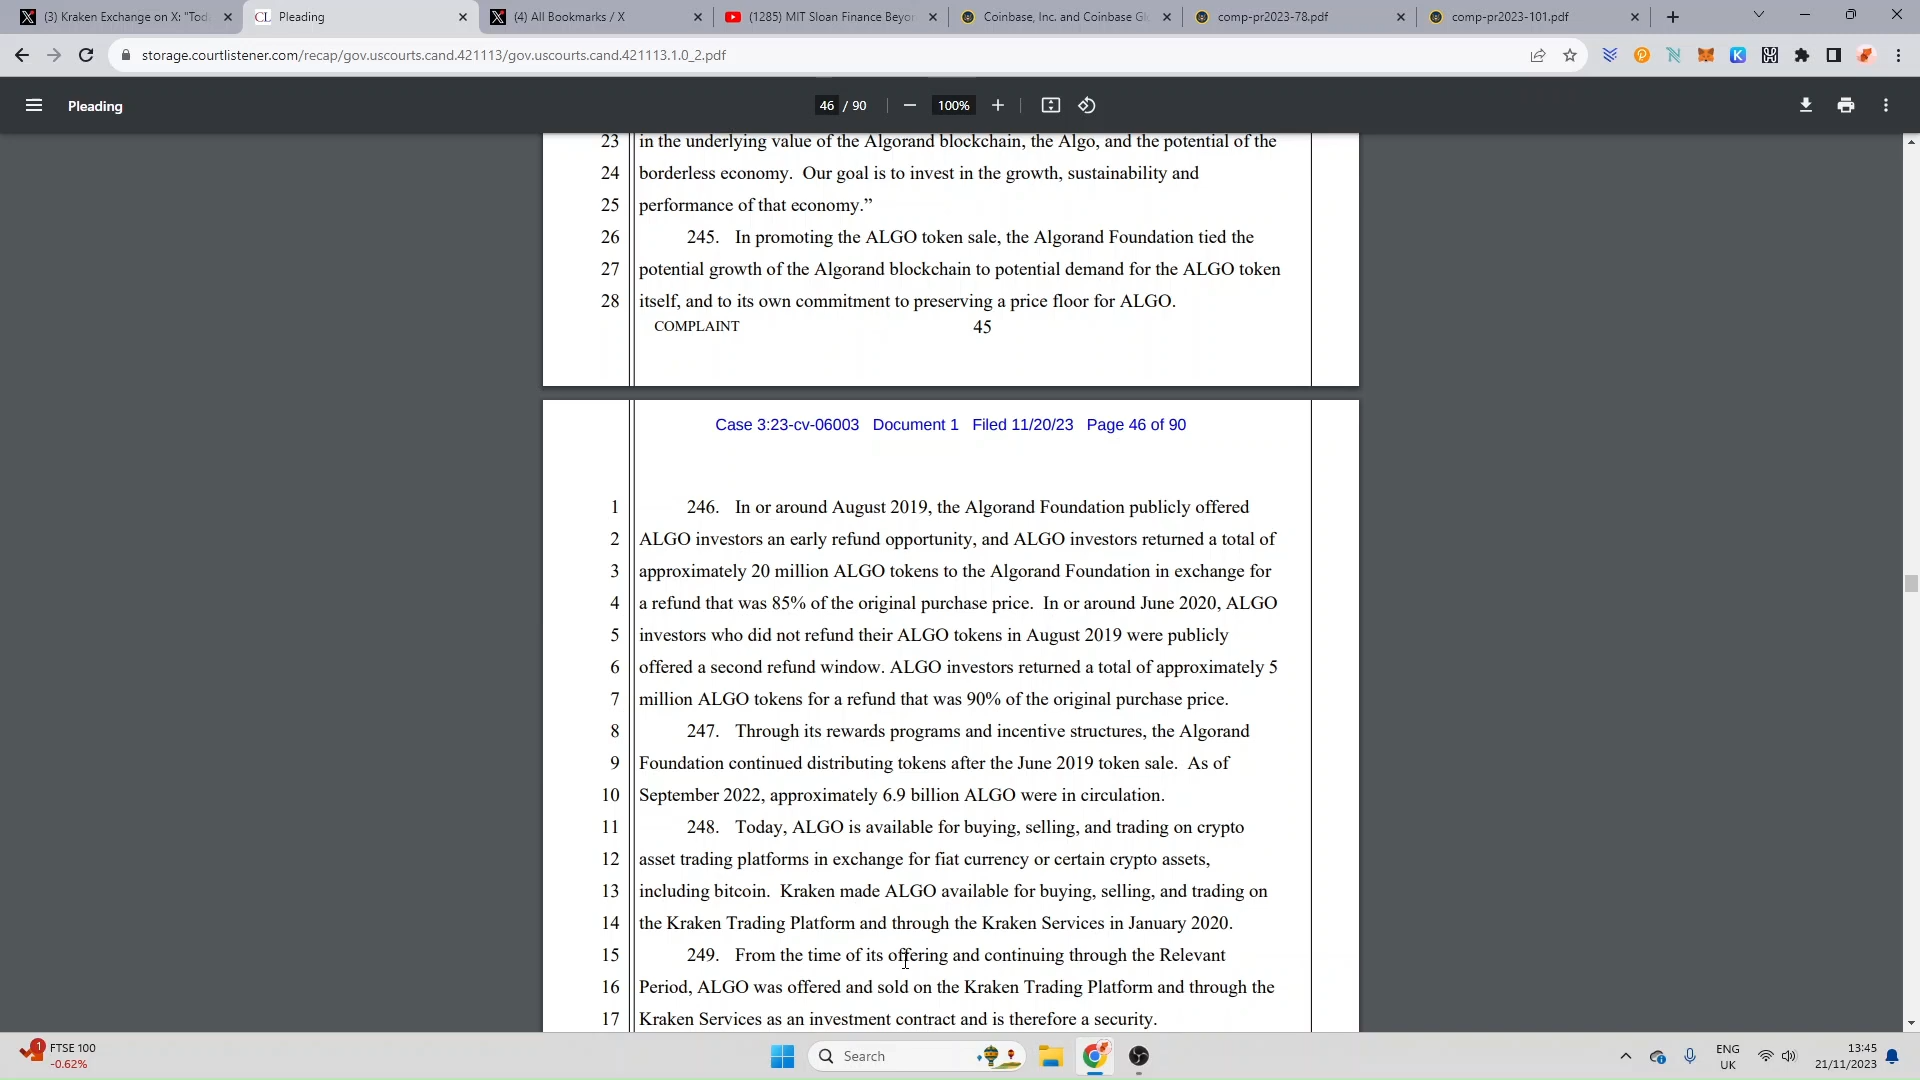 (3) Kraken Exchange on X: "Tod
Pleading
(4) All Bookmarks / X
(1285) MIT Sloan Finance Beyo
Coinbase, Inc. and Coinbase Gl
comp-pr2023-78.pdf
comp-pr2023-101.pdf
storage.courtlistener.com/recap/gov.uscourts.cand.421113/gov.uscourts.cand.421113.1.0_2.pdf
Pleading
46 / 90
100%
23 in the underlying value of the Algorand blockchain, the Algo, and the potential of the
24 borderless economy. Our goal is to invest in the growth, sustainability and
25 performance of that economy.”
26 245. In promoting the ALGO token sale, the Algorand Foundation tied the
27 potential growth of the Algorand blockchain to potential demand for the ALGO token
28 itself, and to its own commitment to preserving a price floor for ALGO.
COMPLAINT 45
Case 3:23-cv-06003 Document 1 Filed 11/20/23 Page 46 of 90
1 246. In or around August 2019, the Algorand Foundation publicly offered
2 ALGO investors an early refund opportunity, and ALGO investors returned a total of
3 approximately 20 million ALGO tokens to the Algorand Foundation in exchange for
4 a refund that was 85% of the original purchase price. In or around June 2020, ALGO
5 investors who did not refund their ALGO tokens in August 2019 were publicly
6 offered a second refund window. ALGO investors returned a total of approximately 5
7 million ALGO tokens for a refund that was 90% of the original purchase price.
8 247. Through its rewards programs and incentive structures, the Algorand
9 Foundation continued distributing tokens after the June 2019 token sale. As of
10 September 2022, approximately 6.9 billion ALGO were in circulation.
11 248. Today, ALGO is available for buying, selling, and trading on crypto
12 asset trading platforms in exchange for fiat currency or certain crypto assets,
13 including bitcoin. Kraken made ALGO available for buying, selling, and trading on
14 the Kraken Trading Platform and through the Kraken Services in January 2020.
15 249. From the time of its offering and continuing through the Relevant
16 Period, ALGO was offered and sold on the Kraken Trading Platform and through the
17 Kraken Services as an investment contract and is therefore a security.
1
FTSE 100
-0.62%
Search
ENG
UK
13:45
21/11/2023